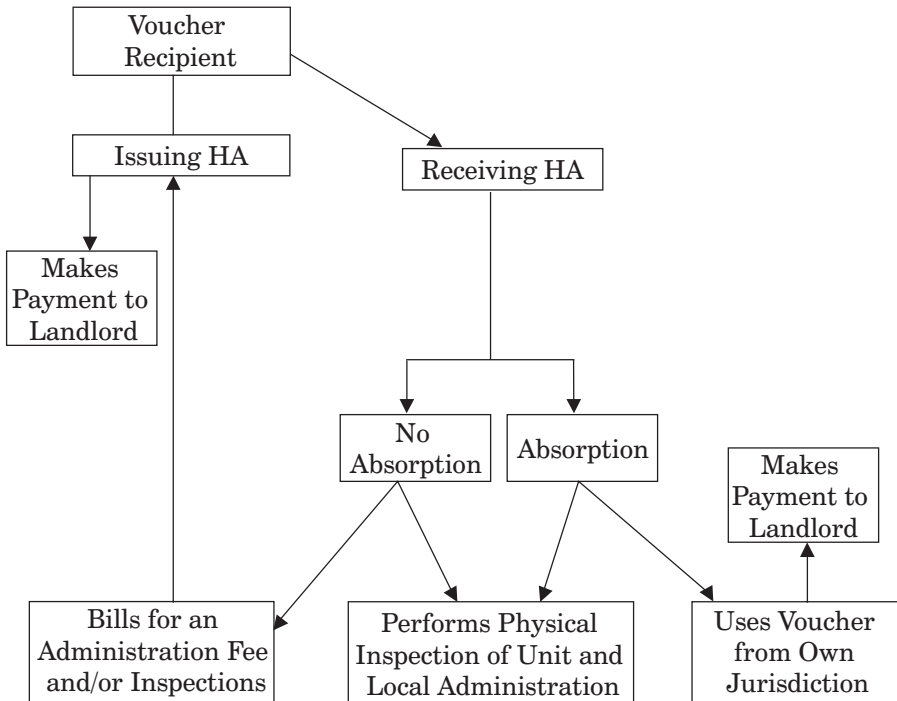 Voucher
Recipient
Issuing HA
Receiving HA
Makes
Payment to
Landlord
No
Absorption
Absorption
Makes
Payment to
Landlord
Bills for an
Administration Fee
and/or Inspections
Performs Physical
Inspection of Unit and
Local Administration
Uses Voucher
from Own
Jurisdiction